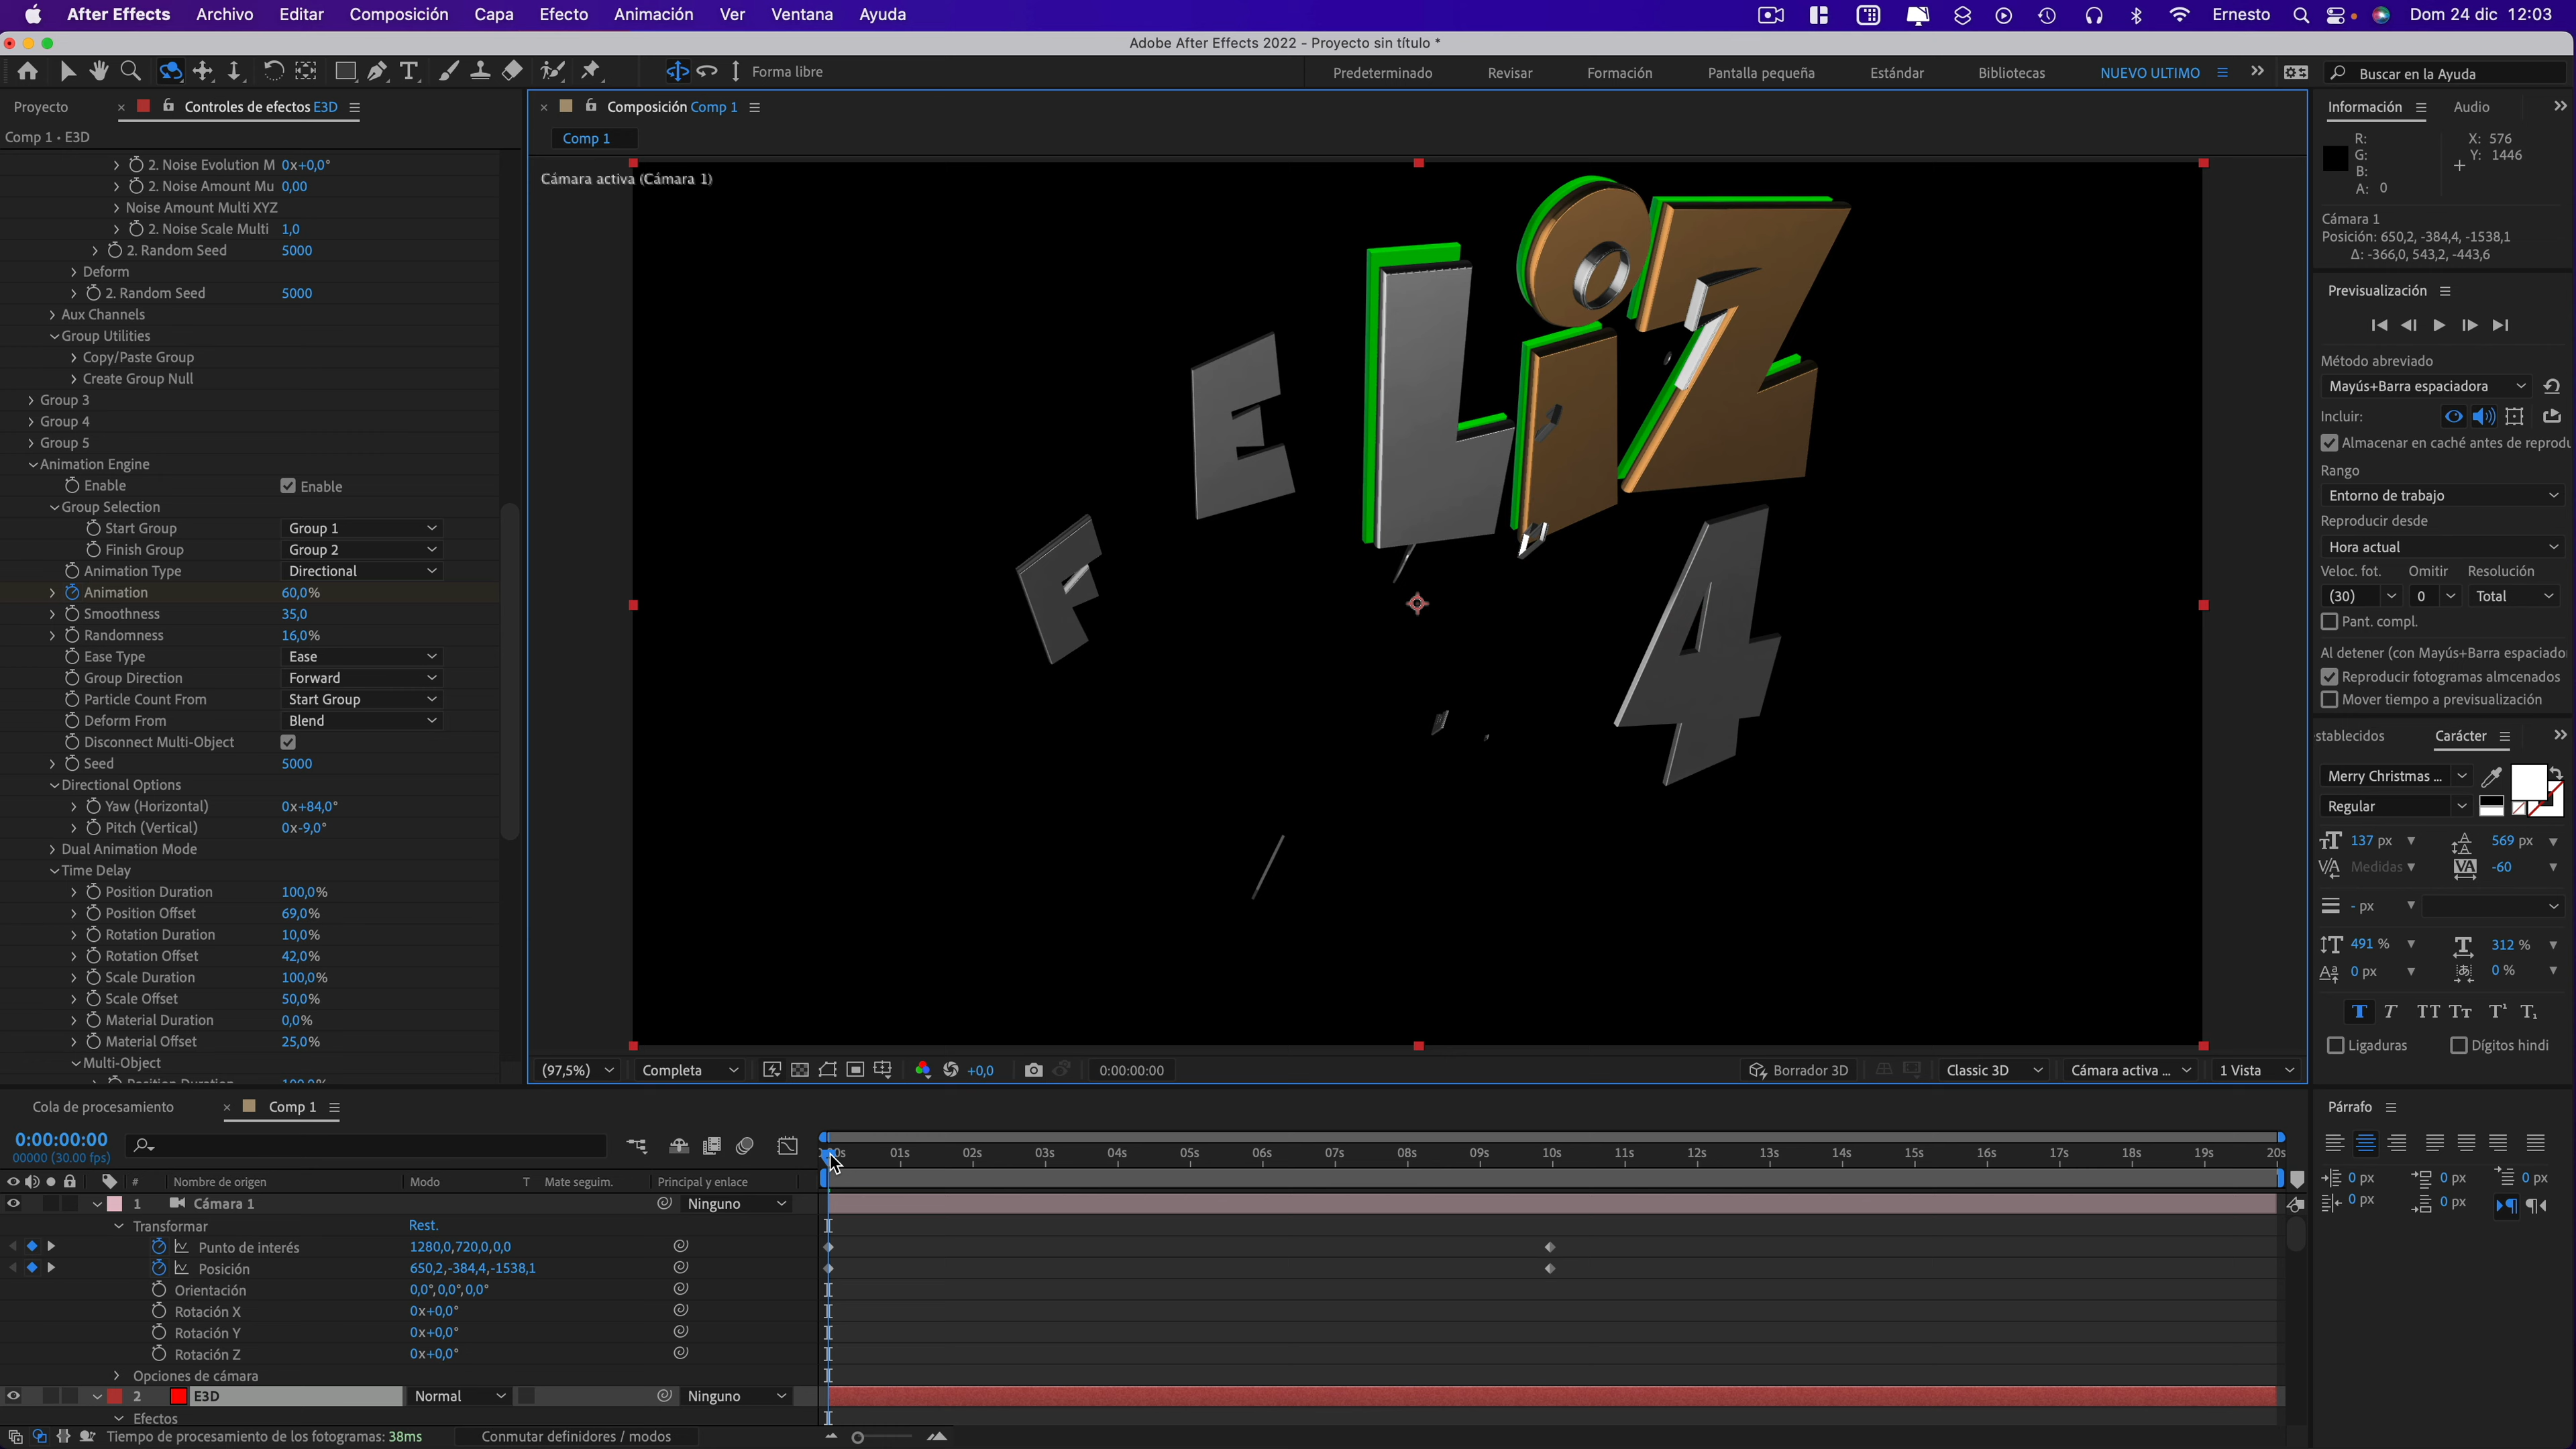 After Effects Archivo Editar Composición Capa Efecto Animación Ver Ventana Ayuda Ernesto Dom 24 dic 12:03
Adobe After Effects 2022 - Proyecto sin título *
Forma libre Predeterminado Revisar Formación Pantalla pequeña Estándar Bibliotecas NUEVO ULTIMO Buscar en la Ayuda
Proyecto Controles de efectos E3D
Comp 1 • E3D
2. Noise Evolution M 0x+0,0°
2. Noise Amount Mu 0,00
Noise Amount Multi XYZ
2. Noise Scale Multi 1,0
2. Random Seed 5000
Deform
2. Random Seed 5000
Aux Channels
Group Utilities
Copy/Paste Group
Create Group Null
Group 3
Group 4
Group 5
Animation Engine
Enable Enable
Group Selection
Start Group Group 1
Finish Group Group 2
Animation Type Directional
Animation 60,0%
Smoothness 35,0
Randomness 16,0%
Ease Type Ease
Group Direction Forward
Particle Count From Start Group
Deform From Blend
Disconnect Multi-Object
Seed 5000
Directional Options
Yaw (Horizontal) 0x+84,0°
Pitch (Vertical) 0x-9,0°
Dual Animation Mode
Time Delay
Position Duration 100,0%
Position Offset 69,0%
Rotation Duration 10,0%
Rotation Offset 42,0%
Scale Duration 100,0%
Scale Offset 50,0%
Material Duration 0,0%
Material Offset 25,0%
Multi-Object
Composición Comp 1
Comp 1
Cámara activa (Cámara 1)
F E L i Z
4
(97,5%) Completa +0,0 0:00:00:00 Borrador 3D Classic 3D Cámara activa ... 1 Vista
Información Audio
R: X: 576
G: Y: 1446
B:
A: 0
Cámara 1
Posición: 650,2, -384,4, -1538,1
Δ: -366,0, 543,2, -443,6
Previsualización
Método abreviado
Mayús+Barra espaciadora
Incluir:
Almacenar en caché antes de reprodu
Rango
Entorno de trabajo
Reproducir desde
Hora actual
Veloc. fot. Omitir Resolución
(30) 0 Total
Pant. compl.
Al detener (con Mayús+Barra espaciado
Reproducir fotogramas almcenados
Mover tiempo a previsualización
stablecidos Carácter
Merry Christmas ...
Regular
137 px 569 px
Medidas -60
- px
491 % 312 %
0 px 0 %
Ligaduras Dígitos hindi
Párrafo
0 px 0 px 0 px
0 px 0 px
Cola de procesamiento Comp 1
0:00:00:00
00000 (30.00 fps)
01s 02s 03s 04s 05s 06s 07s 08s 09s 10s 11s 12s 13s 14s 15s 16s 17s 18s 19s 20s
# Nombre de origen Modo T Mate seguim. Principal y enlace
1 Cámara 1 Ninguno
Transformar Rest.
Punto de interés 1280,0,720,0,0,0
Posición 650,2,-384,4,-1538,1
Orientación 0,0°,0,0°,0,0°
Rotación X 0x+0,0°
Rotación Y 0x+0,0°
Rotación Z 0x+0,0°
Opciones de cámara
2 E3D Normal Ninguno
Efectos
Tiempo de procesamiento de los fotogramas: 38ms Conmutar definidores / modos